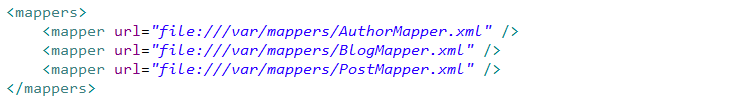 <mappers>
    <mapper url="file:///var/mappers/AuthorMapper.xml" />
    <mapper url="file:///var/mappers/BlogMapper.xml" />
    <mapper url="file:///var/mappers/PostMapper.xml" />
</mappers>